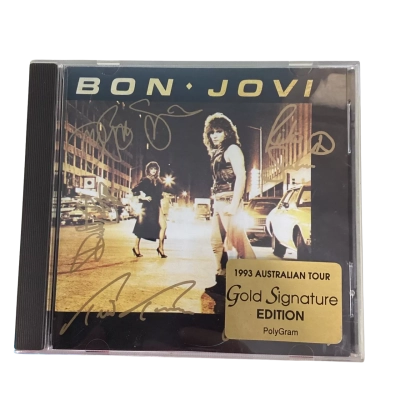 BON • JOVI
1993 AUSTRALIAN TOUR
Gold Signature
EDITION
PolyGram